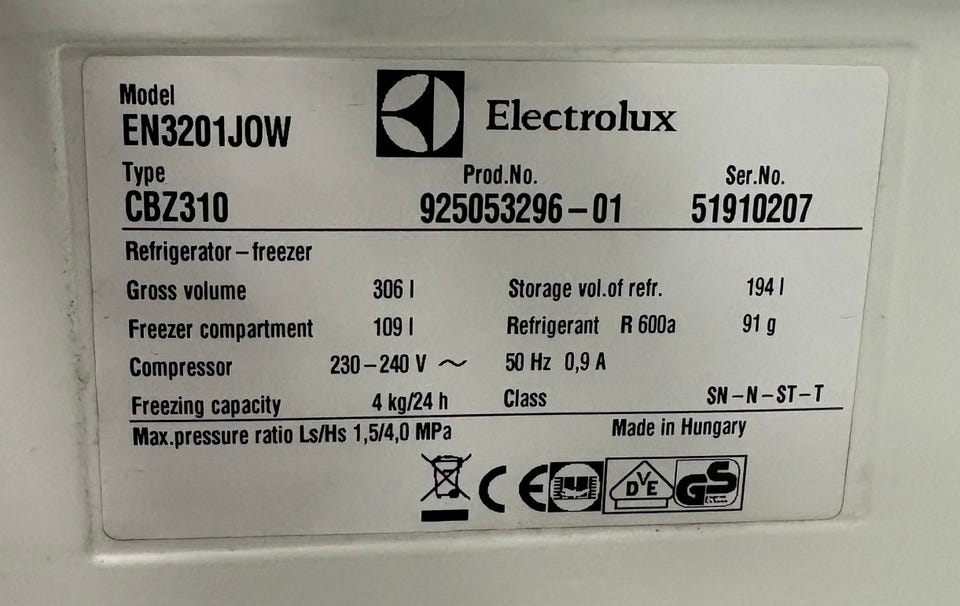 Model
EN3201JOW
Electrolux
Type
Prod.No.
Ser.No.
CBZ310
925053296-01
51910207
Refrigerator-freezer
Gross volume 306 l Storage vol.of refr. 194 l
Freezer compartment 109 l Refrigerant R 600a 91 g
Compressor 230-240 V ~ 50 Hz 0,9 A
Freezing capacity 4 kg/24 h Class SN-N-ST-T
Max.pressure ratio Ls/Hs 1,5/4,0 MPa Made in Hungary
CE DVE GS